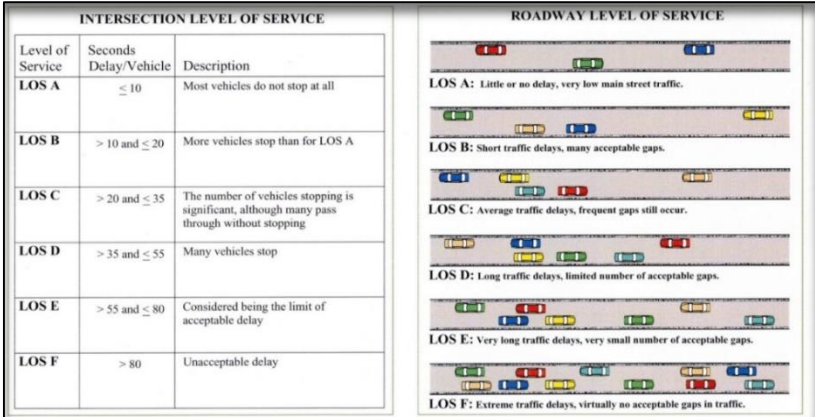 INTERSECTION LEVEL OF SERVICE
Level of Service
Seconds Delay/Vehicle
Description
LOS A
≤ 10
Most vehicles do not stop at all
LOS B
> 10 and ≤ 20
More vehicles stop than for LOS A
LOS C
> 20 and ≤ 35
The number of vehicles stopping is
significant, although many pass
through without stopping
LOS D
> 35 and ≤ 55
Many vehicles stop
LOS E
> 55 and ≤ 80
Considered being the limit of
acceptable delay
LOS F
> 80
Unacceptable delay
ROADWAY LEVEL OF SERVICE
LOS A: Little or no delay, very low main street traffic.
LOS B: Short traffic delays, many acceptable gaps.
LOS C: Average traffic delays, frequent gaps still occur.
LOS D: Long traffic delays, limited number of acceptable gaps.
LOS E: Very long traffic delays, very small number of acceptable gaps.
LOS F: Extreme traffic delays, virtually no acceptable gaps in traffic.